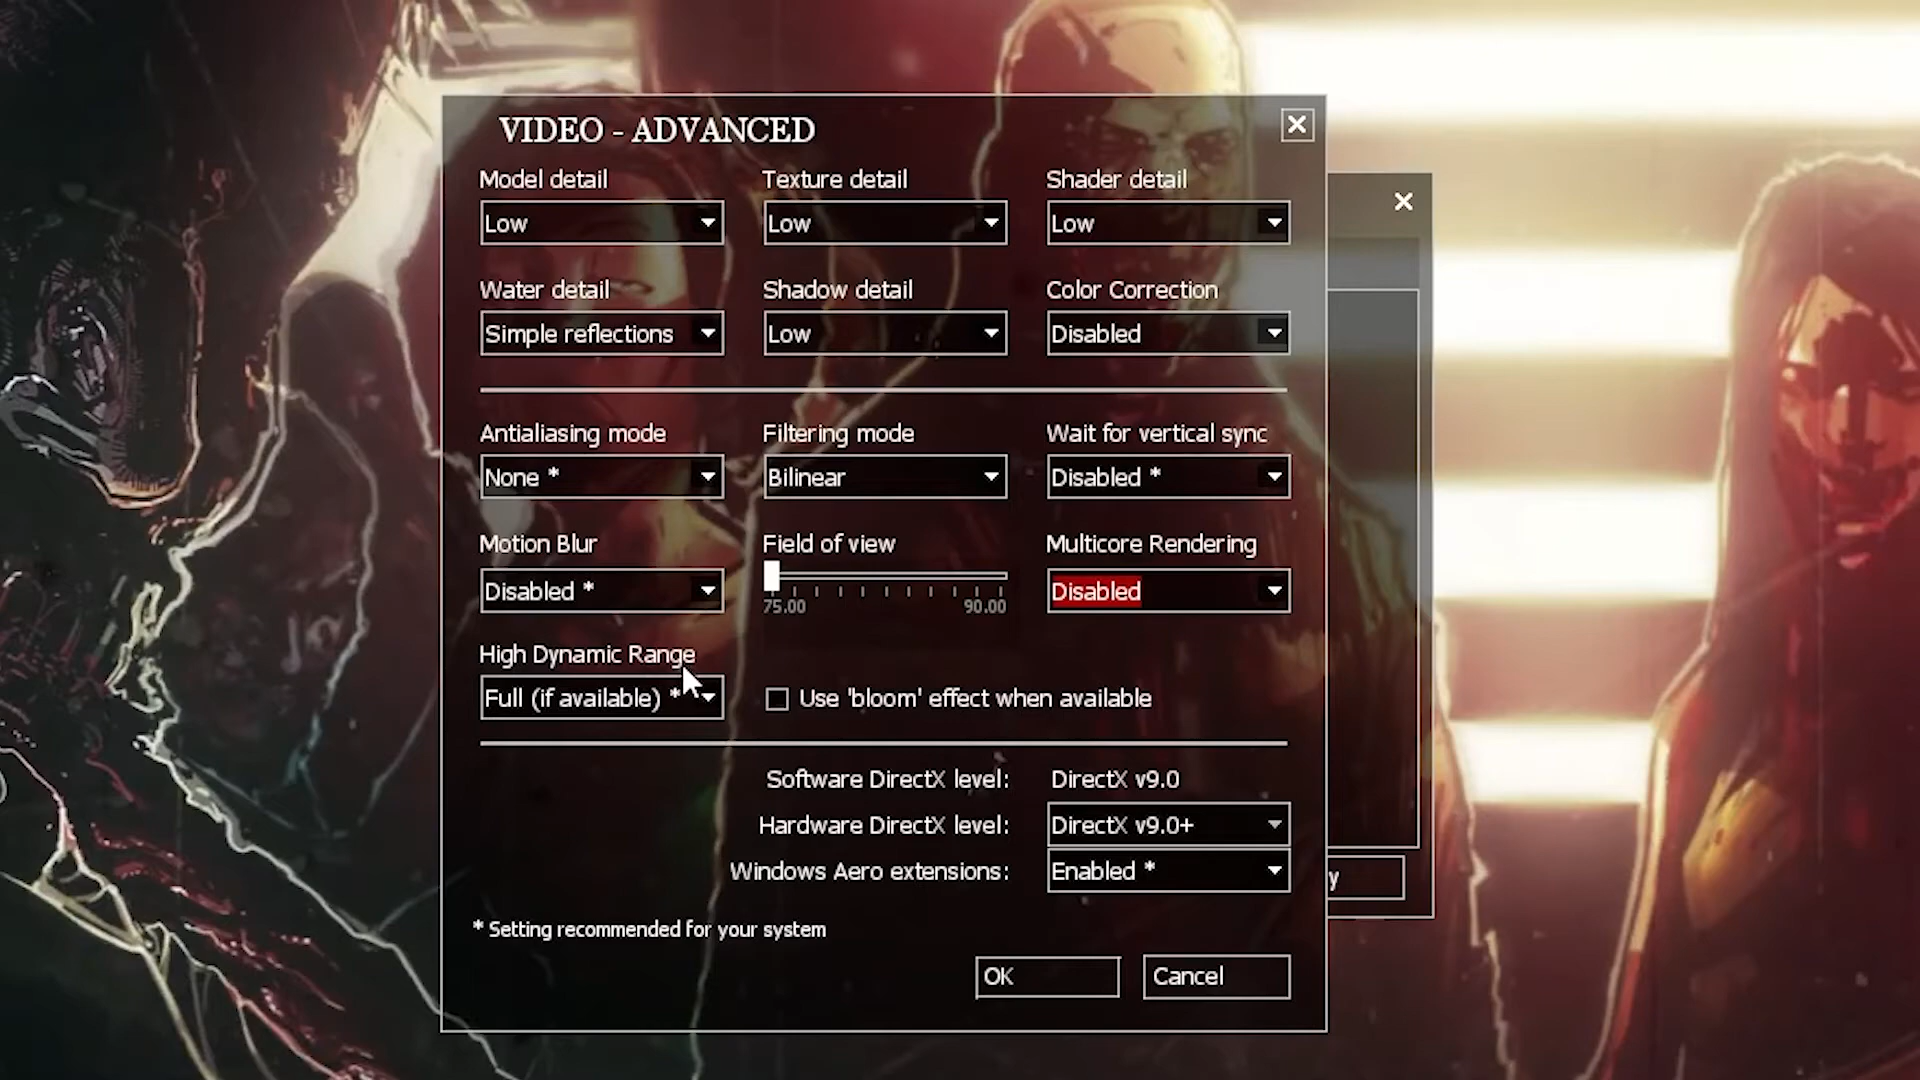 VIDEO - ADVANCED
Model detail
Texture detail
Shader detail
Low
Low
Low
Water detail
Shadow detail
Color Correction
Simple reflections
Low
Disabled
Antialiasing mode
Filtering mode
Wait for vertical sync
None *
Bilinear
Disabled *
Motion Blur
Field of view
Multicore Rendering
Disabled *
75.00
90.00
Disabled
High Dynamic Range
Full (if available) *
Use 'bloom' effect when available
Software DirectX level:
DirectX v9.0
Hardware DirectX level:
DirectX v9.0+
Windows Aero extensions:
Enabled *
y
* Setting recommended for your system
OK
Cancel